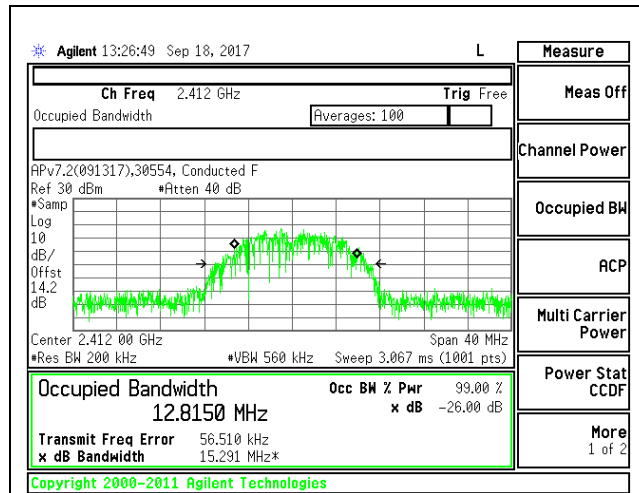 Agilent 13:26:49 Sep 18, 2017 L
Measure
Ch Freq 2.412 GHz Trig Free
Occupied Bandwidth Averages: 100
APv7.2(091317),30554, Conducted F
Ref 30 dBm #Atten 40 dB
#Samp
Log
10
dB/
Offst
14.2
dB
Center 2.412 00 GHz Span 40 MHz
#Res BW 200 kHz #VBW 560 kHz Sweep 3.067 ms (1001 pts)
Occupied Bandwidth Occ BW % Pwr 99.00 %
12.8150 MHz x dB -26.00 dB
Transmit Freq Error 56.510 kHz
x dB Bandwidth 15.291 MHz*
Copyright 2000-2011 Agilent Technologies
Meas Off
Channel Power
Occupied BW
ACP
Multi Carrier
Power
Power Stat
CCDF
More
1 of 2